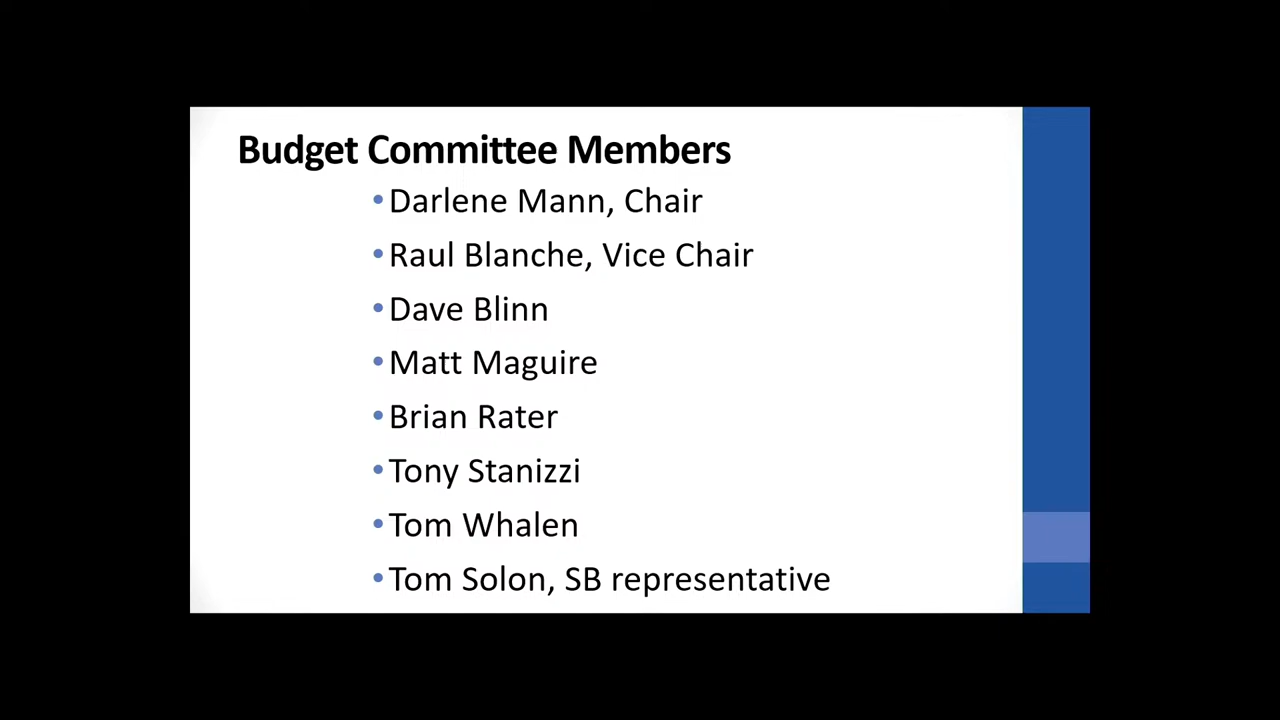 Budget Committee Members
•Darlene Mann, Chair
•Raul Blanche, Vice Chair
•Dave Blinn
•Matt Maguire
•Brian Rater
•Tony Stanizzi
•Tom Whalen
•Tom Solon, SB representative